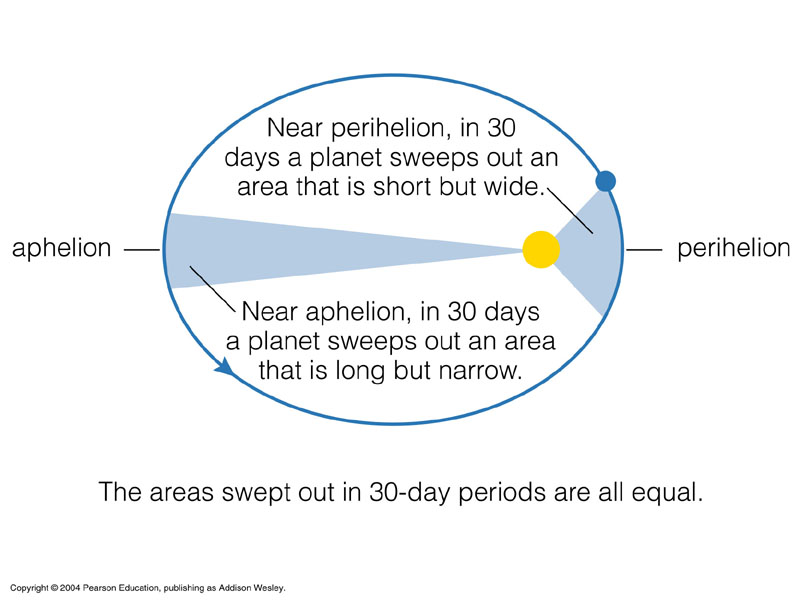 Near perihelion, in 30
days a planet sweeps out an
area that is short but wide.
aphelion
perihelion
Near aphelion, in 30 days
a planet sweeps out an area
that is long but narrow.
The areas swept out in 30-day periods are all equal.
Copyright © 2004 Pearson Education, publishing as Addison Wesley.